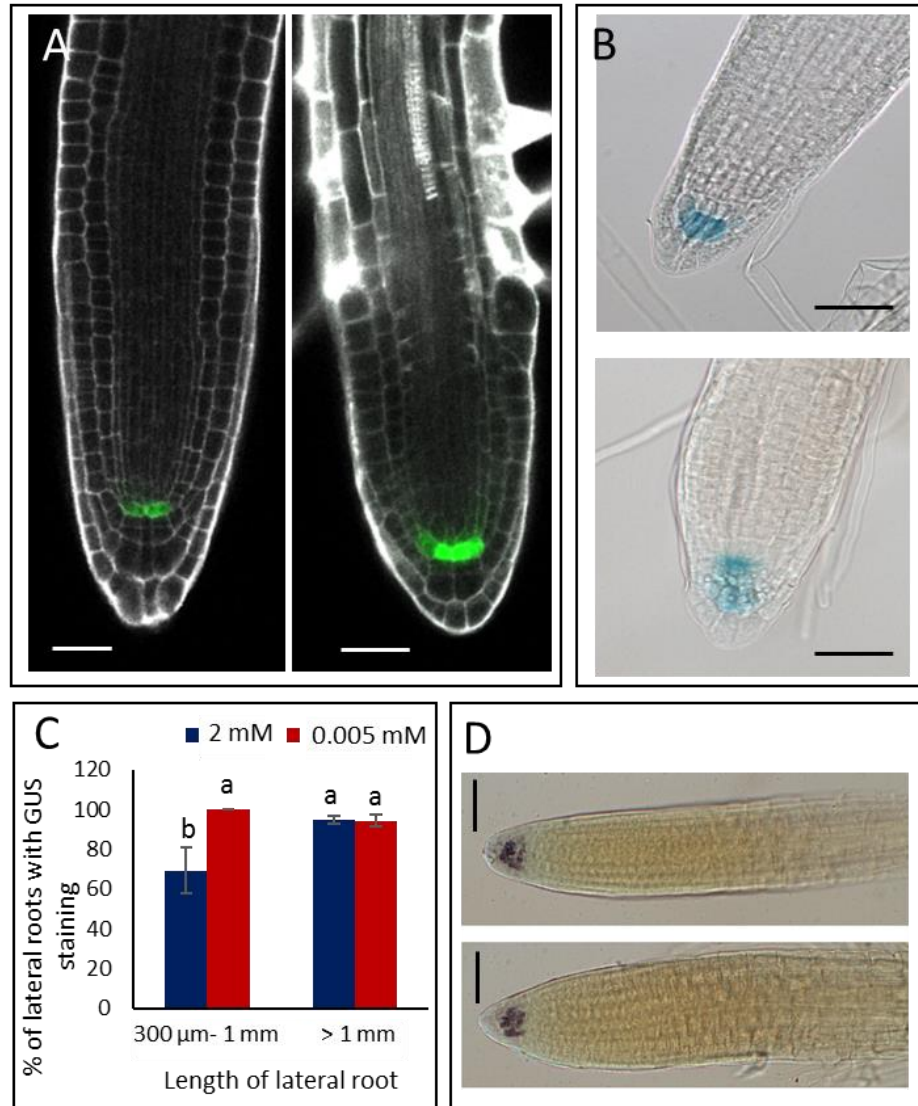 A
B
C
2 mM 0.005 mM
% of lateral roots with GUS
staining
120
100
80
60
40
20
0
b
a
a
a
300 µm- 1 mm
> 1 mm
Length of lateral root
D